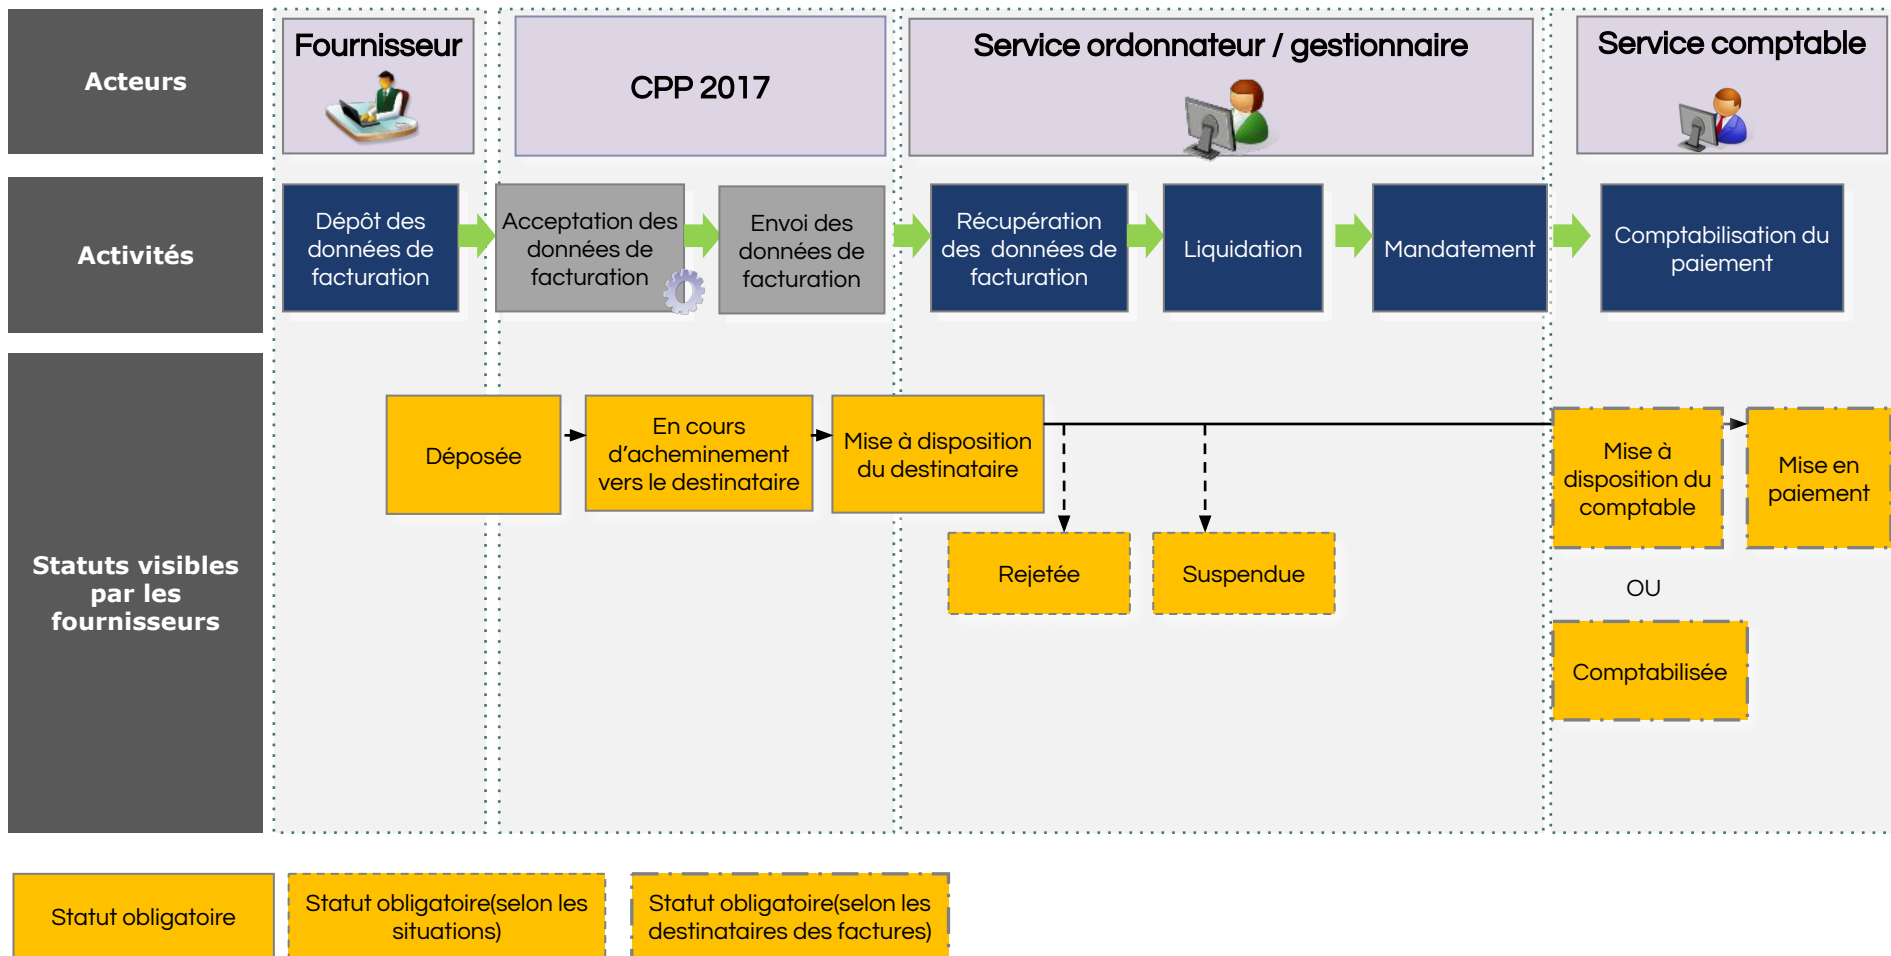 Acteurs
Fournisseur
CPP 2017
Service ordonnateur / gestionnaire
Service comptable
Activités
Dépôt des
données de
facturation
Acceptation des
données de
facturation
Envoi des
données de
facturation
Récupération
des données de
facturation
Liquidation
Mandatement
Comptabilisation du
paiement
Statuts visibles
par les
fournisseurs
Déposée
En cours
d’acheminement
vers le destinataire
Mise à disposition
du destinataire
Rejetée
Suspendue
Mise à
disposition du
comptable
Mise en
paiement
OU
Comptabilisée
Statut obligatoire
Statut obligatoire(selon les
situations)
Statut obligatoire(selon les
destinataires des factures)